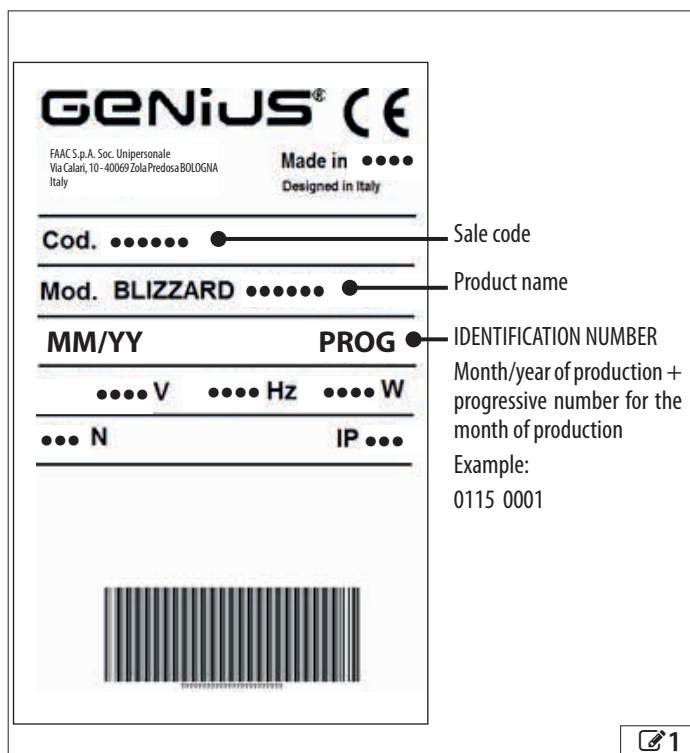 GENiUS® CE
FAAC S.p.A. Soc. Unipersonale
Via Calari, 10 - 40069 Zola Predosa BOLOGNA
Italy
Made in ••••
Designed in Italy
Cod. ••••••
Sale code
Mod. BLIZZARD ••••••
Product name
MM/YY PROG
IDENTIFICATION NUMBER
Month/year of production +
progressive number for the
month of production
Example:
0115 0001
•••• V •••• Hz •••• W
••• N IP •••
1